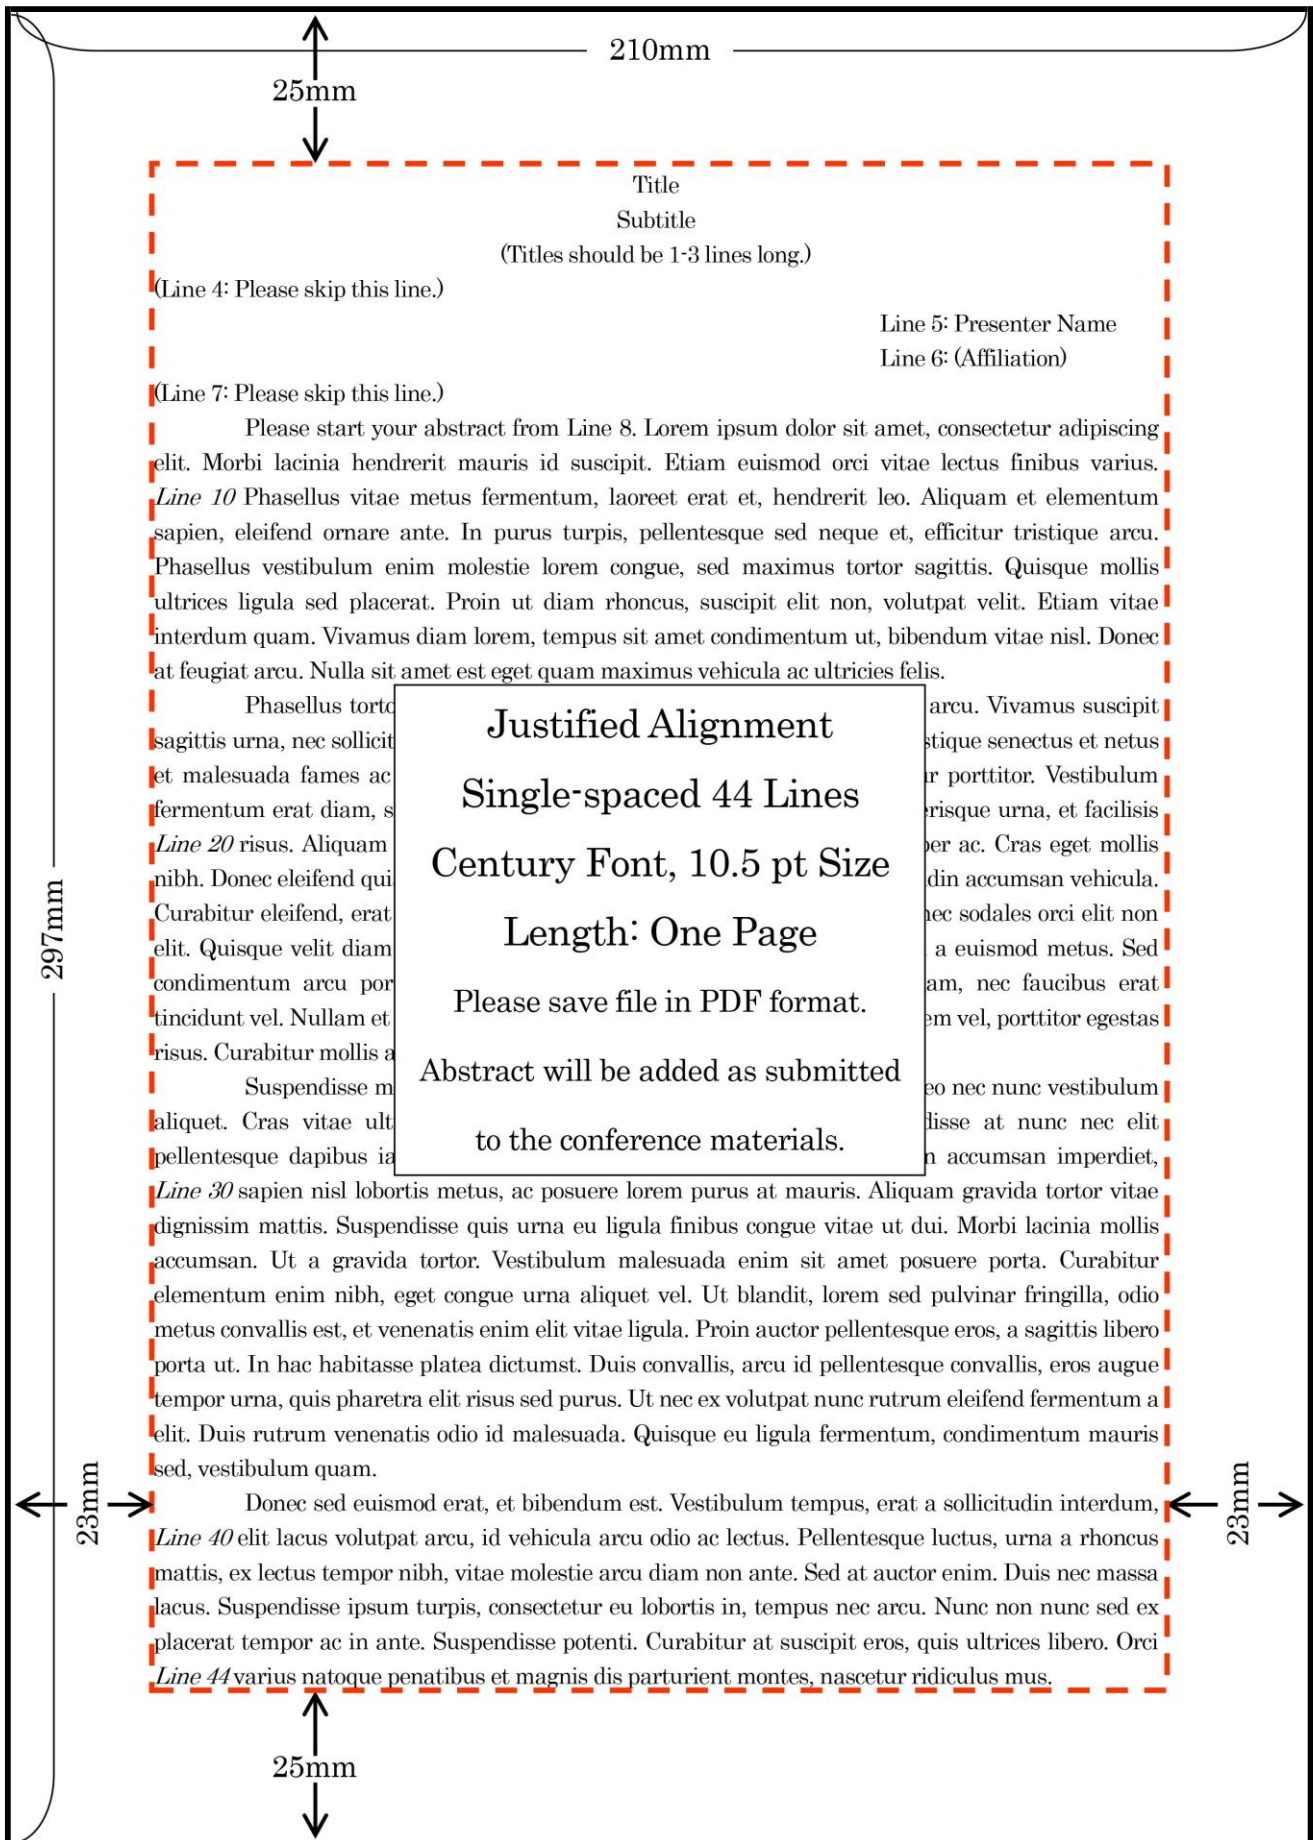 210mm
25mm
Title
Subtitle
(Titles should be 1-3 lines long.)
(Line 4: Please skip this line.)
Line 5: Presenter Name
Line 6: (Affiliation)
(Line 7: Please skip this line.)
Please start your abstract from Line 8. Lorem ipsum dolor sit amet, consectetur adipiscing
elit. Morbi lacinia hendrerit mauris id suscipit. Etiam euismod orci vitae lectus finibus varius.
Line 10 Phasellus vitae metus fermentum, laoreet erat et, hendrerit leo. Aliquam et elementum
sapien, eleifend ornare ante. In purus turpis, pellentesque sed neque et, efficitur tristique arcu.
Phasellus vestibulum enim molestie lorem congue, sed maximus tortor sagittis. Quisque mollis
ultrices ligula sed placerat. Proin ut diam rhoncus, suscipit elit non, volutpat velit. Etiam vitae
interdum quam. Vivamus diam lorem, tempus sit amet condimentum ut, bibendum vitae nisl. Donec
at feugiat arcu. Nulla sit amet est eget quam maximus vehicula ac ultricies felis.
Phasellus torto
arcu. Vivamus suscipit
sagittis urna, nec sollicit
stique senectus et netus
et malesuada fames ac
ur porttitor. Vestibulum
fermentum erat diam, s
erisque urna, et facilisis
Line 20 risus. Aliquam
per ac. Cras eget mollis
nibh. Donec eleifend qui
din accumsan vehicula.
Curabitur eleifend, erat
nec sodales orci elit non
elit. Quisque velit diam
a euismod metus. Sed
condimentum arcu por
am, nec faucibus erat
tincidunt vel. Nullam et
em vel, porttitor egestas
risus. Curabitur mollis a
Suspendisse m
eo nec nunc vestibulum
aliquet. Cras vitae ult
disse at nunc nec elit
pellentesque dapibus ia
n accumsan imperdiet,
Justified Alignment
Single-spaced 44 Lines
Century Font, 10.5 pt Size
Length: One Page
Please save file in PDF format.
Abstract will be added as submitted
to the conference materials.
Line 30 sapien nisl lobortis metus, ac posuere lorem purus at mauris. Aliquam gravida tortor vitae
dignissim mattis. Suspendisse quis urna eu ligula finibus congue vitae ut dui. Morbi lacinia mollis
accumsan. Ut a gravida tortor. Vestibulum malesuada enim sit amet posuere porta. Curabitur
elementum enim nibh, eget congue urna aliquet vel. Ut blandit, lorem sed pulvinar fringilla, odio
metus convallis est, et venenatis enim elit vitae ligula. Proin auctor pellentesque eros, a sagittis libero
porta ut. In hac habitasse platea dictumst. Duis convallis, arcu id pellentesque convallis, eros augue
tempor urna, quis pharetra elit risus sed purus. Ut nec ex volutpat nunc rutrum eleifend fermentum a
elit. Duis rutrum venenatis odio id malesuada. Quisque eu ligula fermentum, condimentum mauris
sed, vestibulum quam.
Donec sed euismod erat, et bibendum est. Vestibulum tempus, erat a sollicitudin interdum,
Line 40 elit lacus volutpat arcu, id vehicula arcu odio ac lectus. Pellentesque luctus, urna a rhoncus
mattis, ex lectus tempor nibh, vitae molestie arcu diam non ante. Sed at auctor enim. Duis nec massa
lacus. Suspendisse ipsum turpis, consectetur eu lobortis in, tempus nec arcu. Nunc non nunc sed ex
placerat tempor ac in ante. Suspendisse potenti. Curabitur at suscipit eros, quis ultrices libero. Orci
Line 44 varius natoque penatibus et magnis dis parturient montes, nascetur ridiculus mus.
297mm
23mm
23mm
25mm